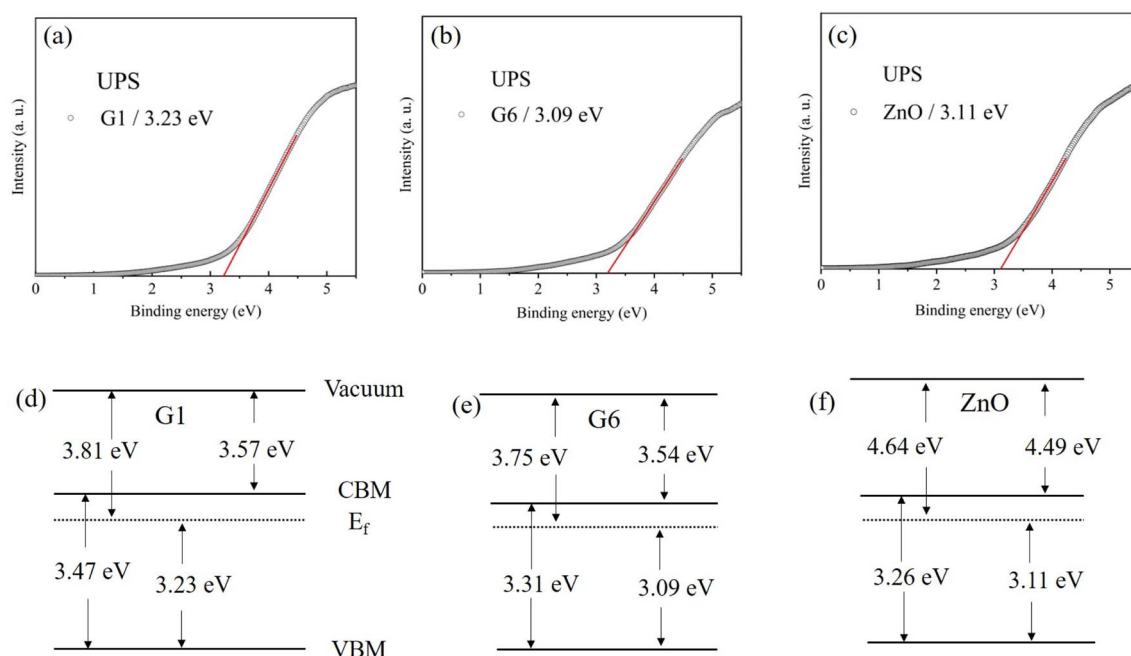 (a)
UPS
G1 / 3.23 eV
Intensity (a. u.)
0 1 2 3 4 5
Binding energy (eV)
(b)
UPS
G6 / 3.09 eV
Intensity (a. u.)
0 1 2 3 4 5
Binding energy (eV)
(c)
UPS
ZnO / 3.11 eV
Intensity (a. u.)
0 1 2 3 4 5
Binding energy (eV)
(d)
Vacuum
G1
3.81 eV
3.57 eV
CBM
Ef
3.47 eV
3.23 eV
VBM
(e)
G6
3.75 eV
3.54 eV
3.31 eV
3.09 eV
(f)
ZnO
4.64 eV
4.49 eV
3.26 eV
3.11 eV